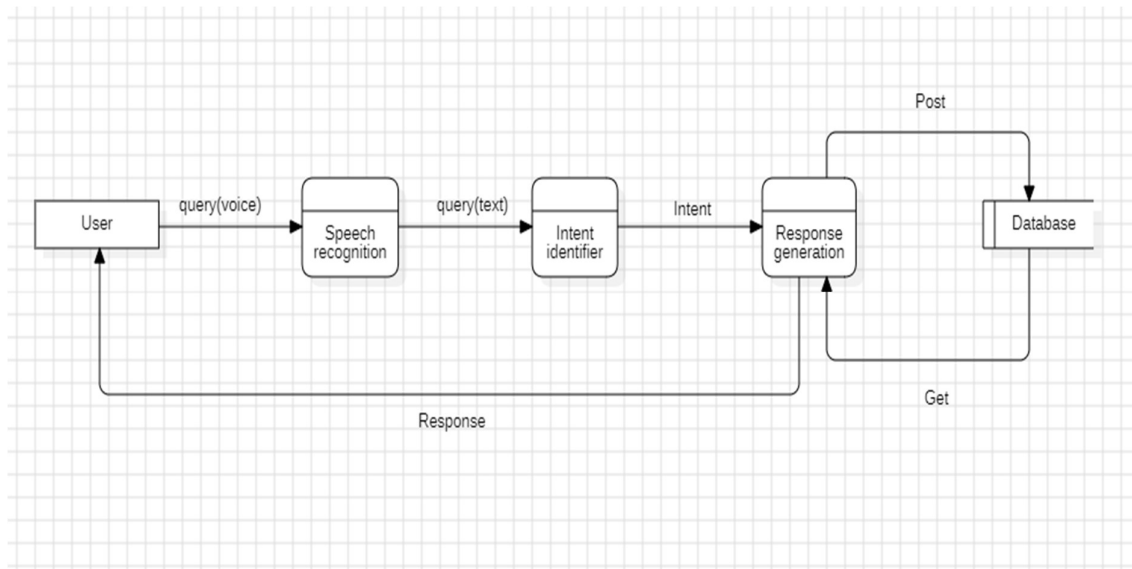 Post
query(voice)
query(text)
Intent
User
Speech
recognition
Intent
identifier
Response
generation
Database
Get
Response